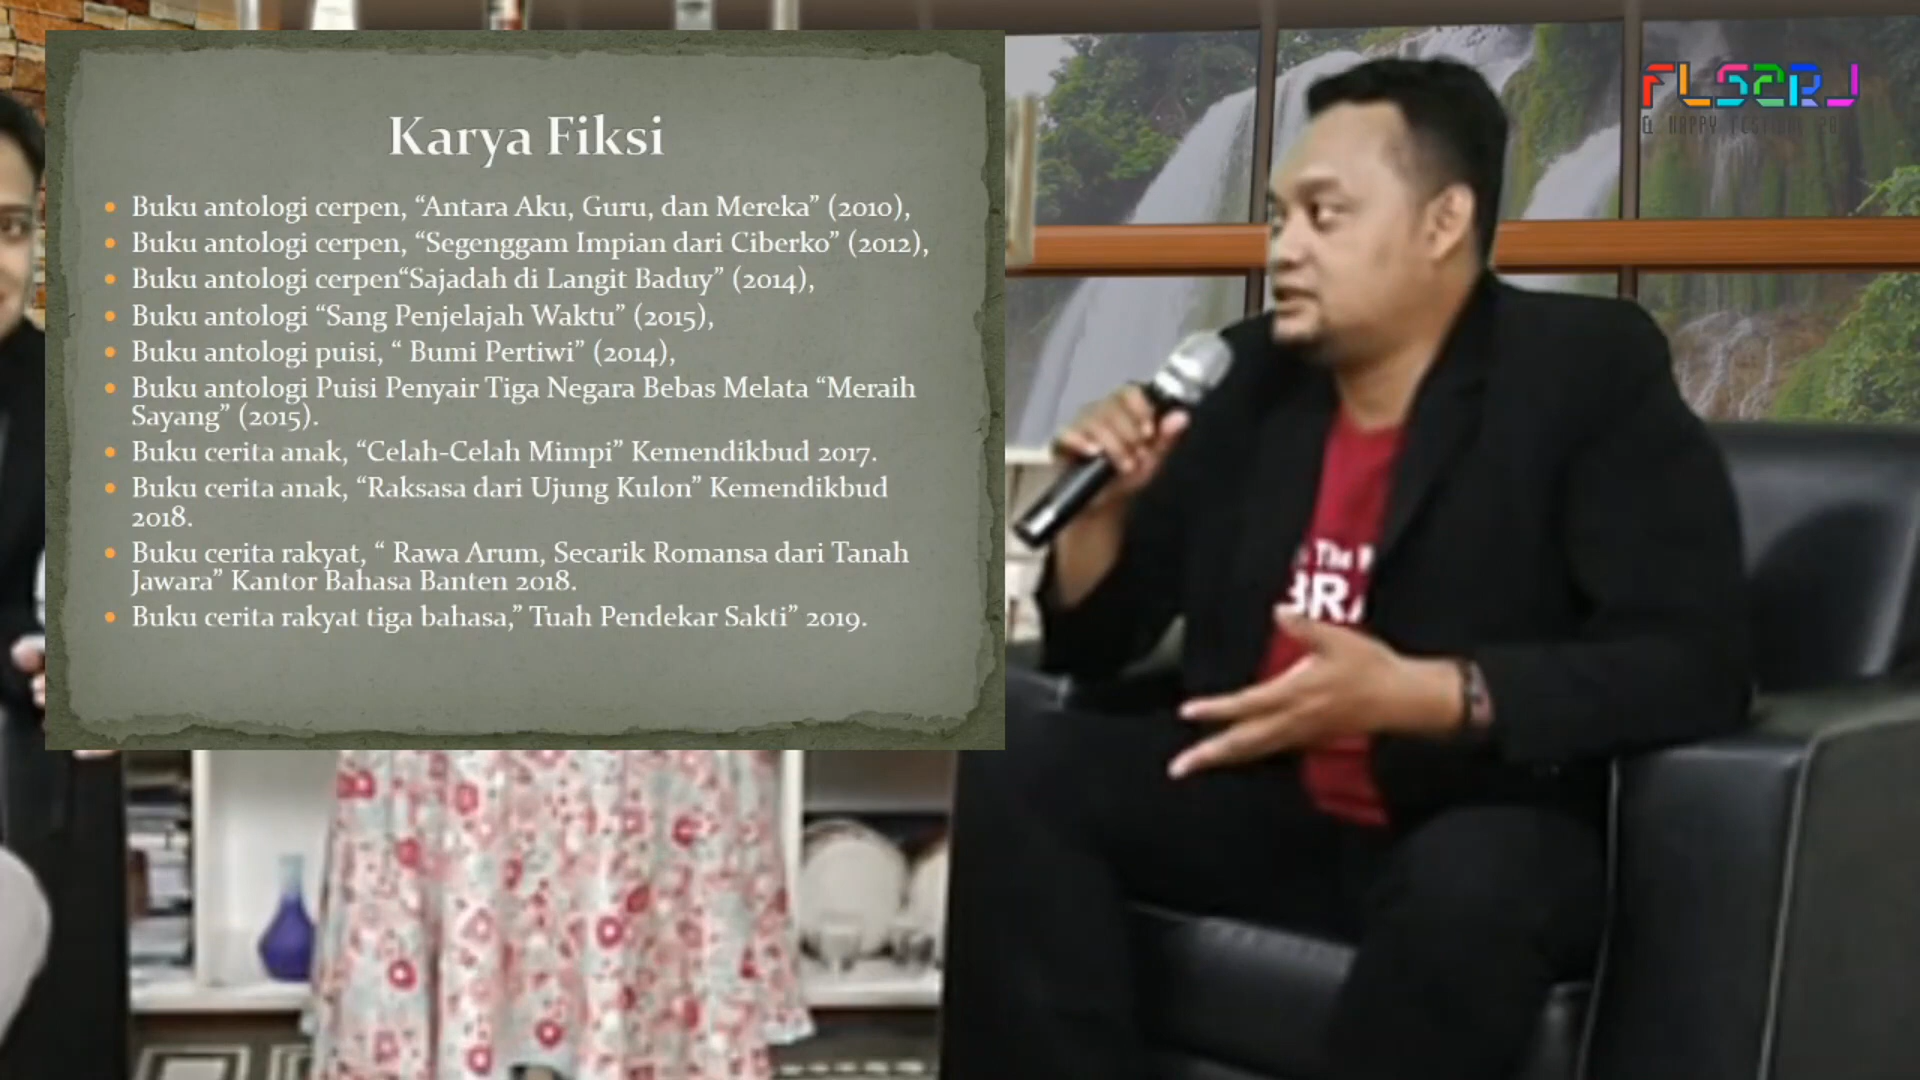 Karya Fiksi
• Buku antologi cerpen, “Antara Aku, Guru, dan Mereka” (2010),
• Buku antologi cerpen, “Segenggam Impian dari Ciberko” (2012),
• Buku antologi cerpen“Sajadah di Langit Baduy” (2014),
• Buku antologi “Sang Penjelajah Waktu” (2015),
• Buku antologi puisi, “ Bumi Pertiwi” (2014),
• Buku antologi Puisi Penyair Tiga Negara Bebas Melata “Meraih
Sayang” (2015).
• Buku cerita anak, “Celah-Celah Mimpi” Kemendikbud 2017.
• Buku cerita anak, “Raksasa dari Ujung Kulon” Kemendikbud
2018.
• Buku cerita rakyat, “ Rawa Arum, Secarik Romansa dari Tanah
Jawara” Kantor Bahasa Banten 2018.
• Buku cerita rakyat tiga bahasa,” Tuah Pendekar Sakti” 2019.
FLS2RJ
& HAPPY FESTIVAL
The